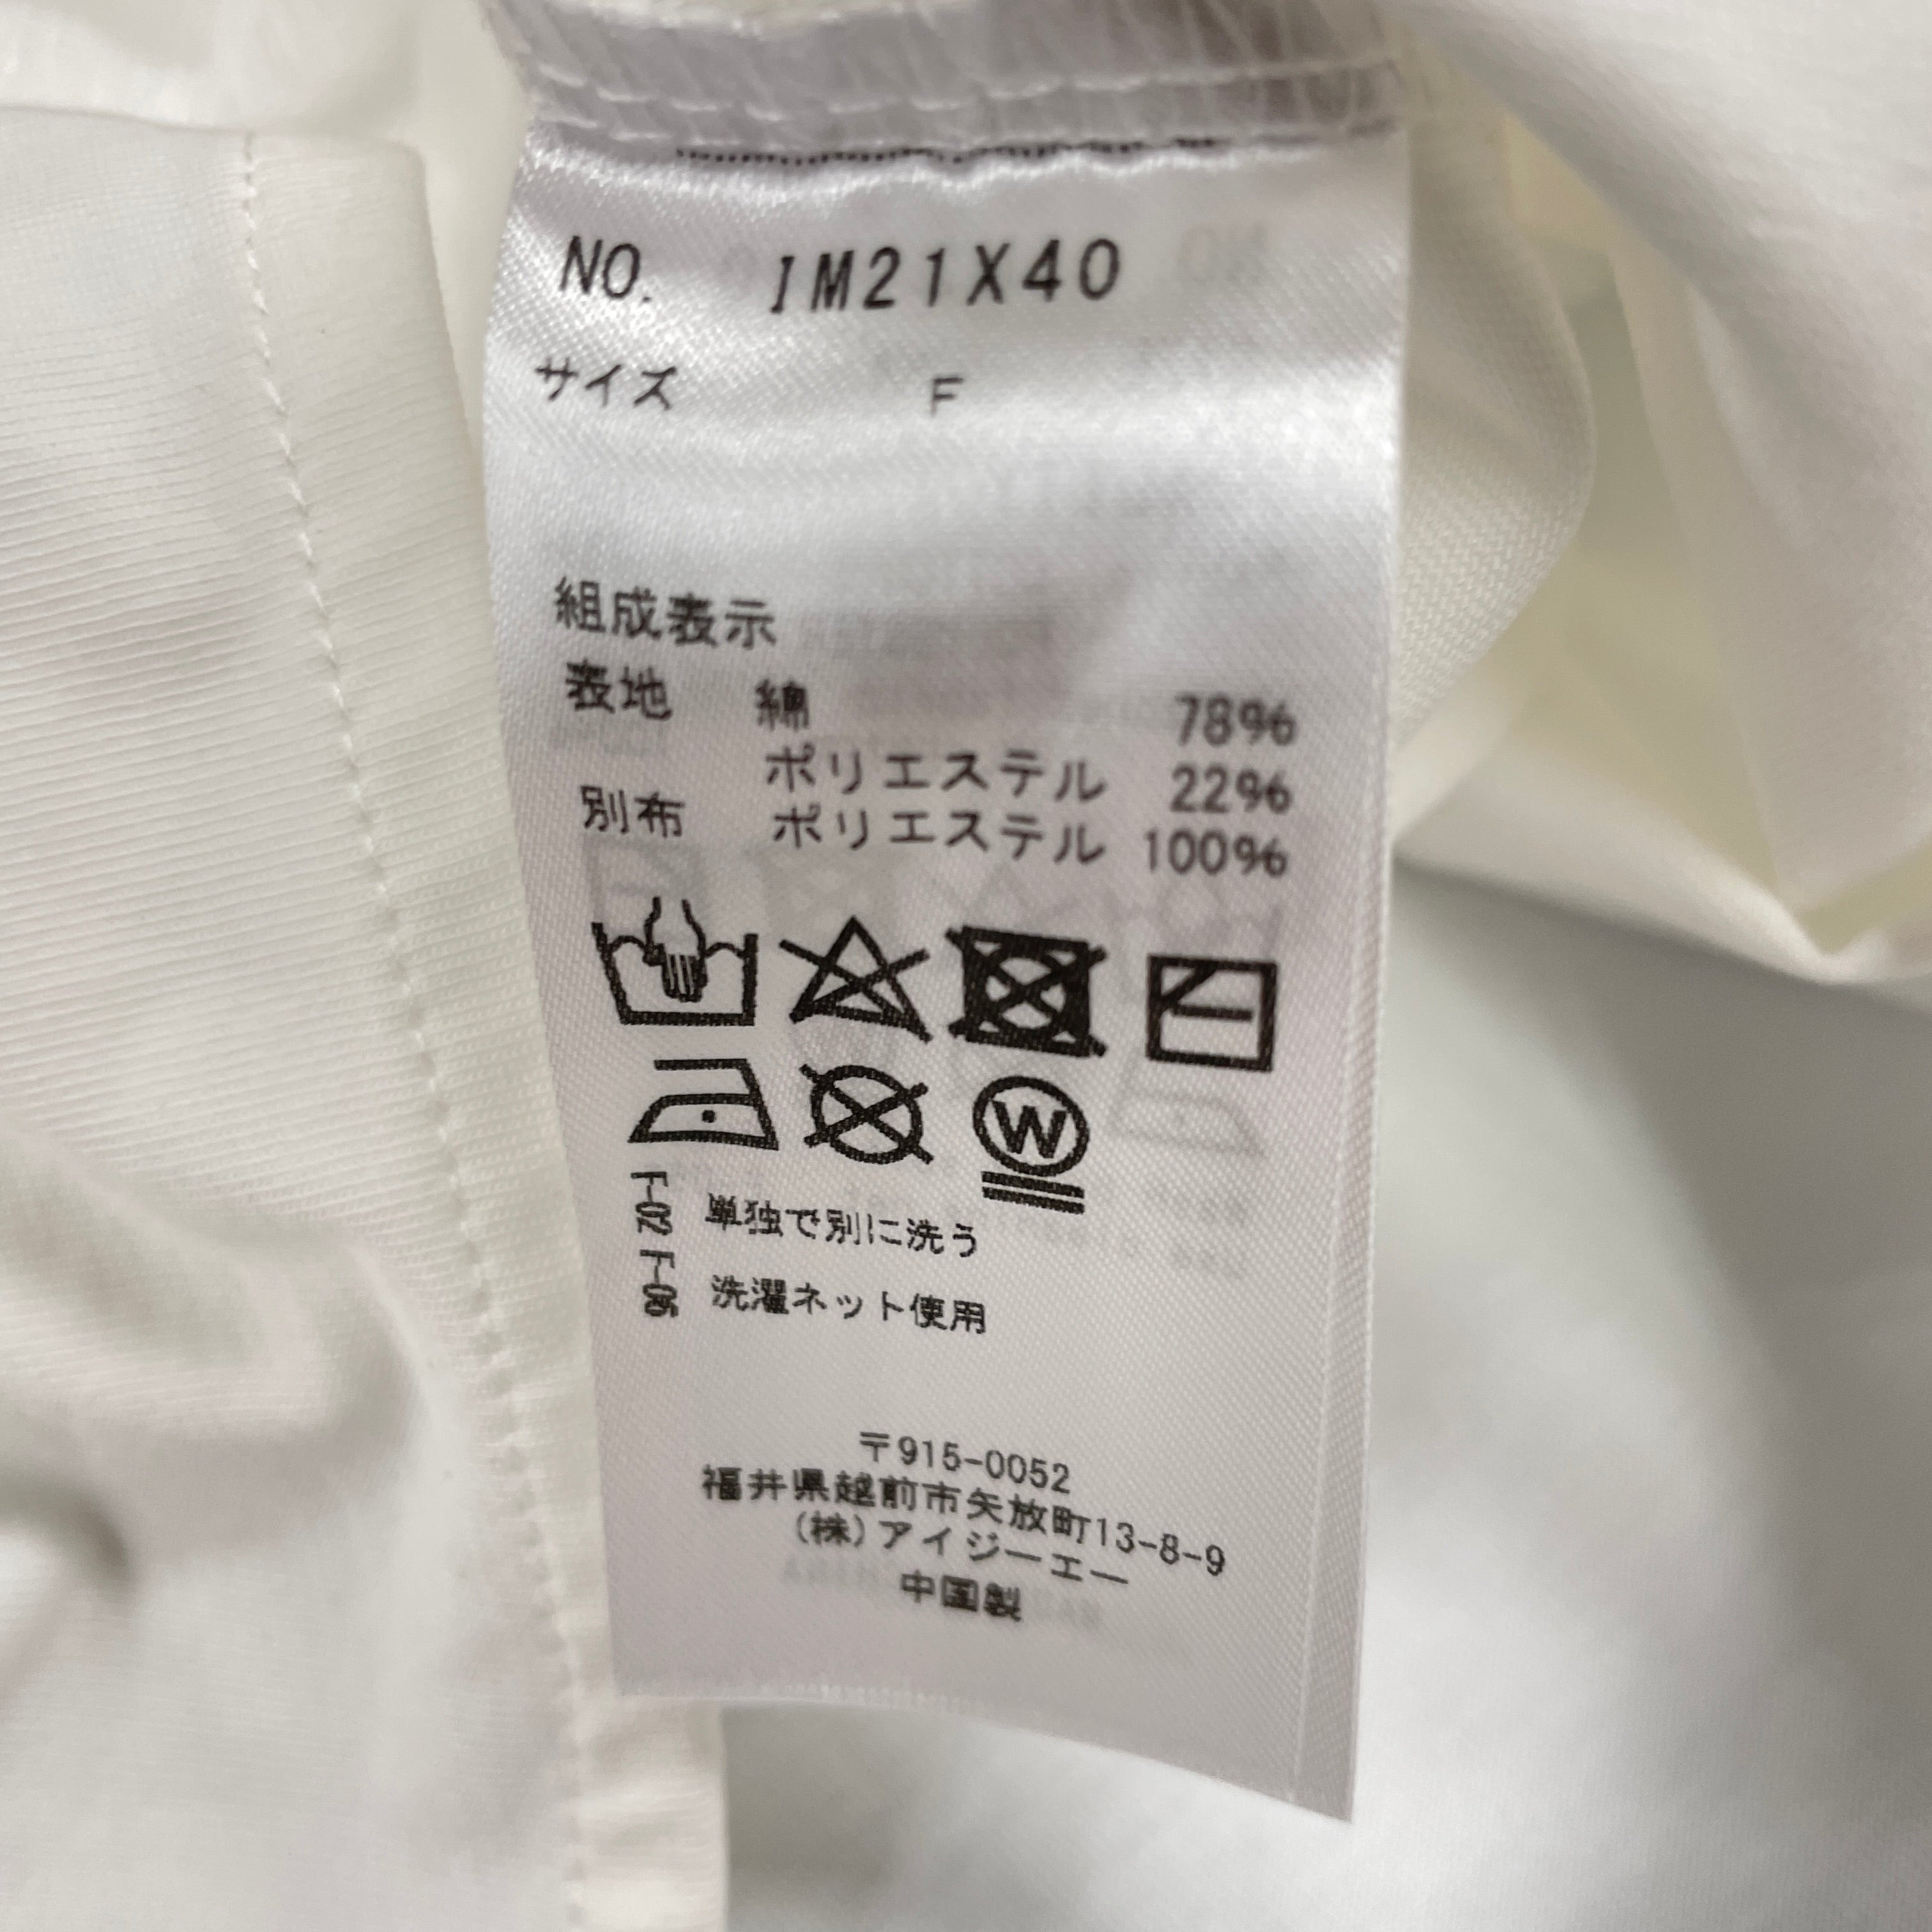 NO. IM21X40
サイズ F
組成表示
表地 綿 78%
ポリエステル 22%
別布 ポリエステル 100%
W
F-02 単独で別に洗う
F-05 洗濯ネット使用
〒915-0052
福井県越前市矢放町13-8-9
(株)アイジーエー
中国製